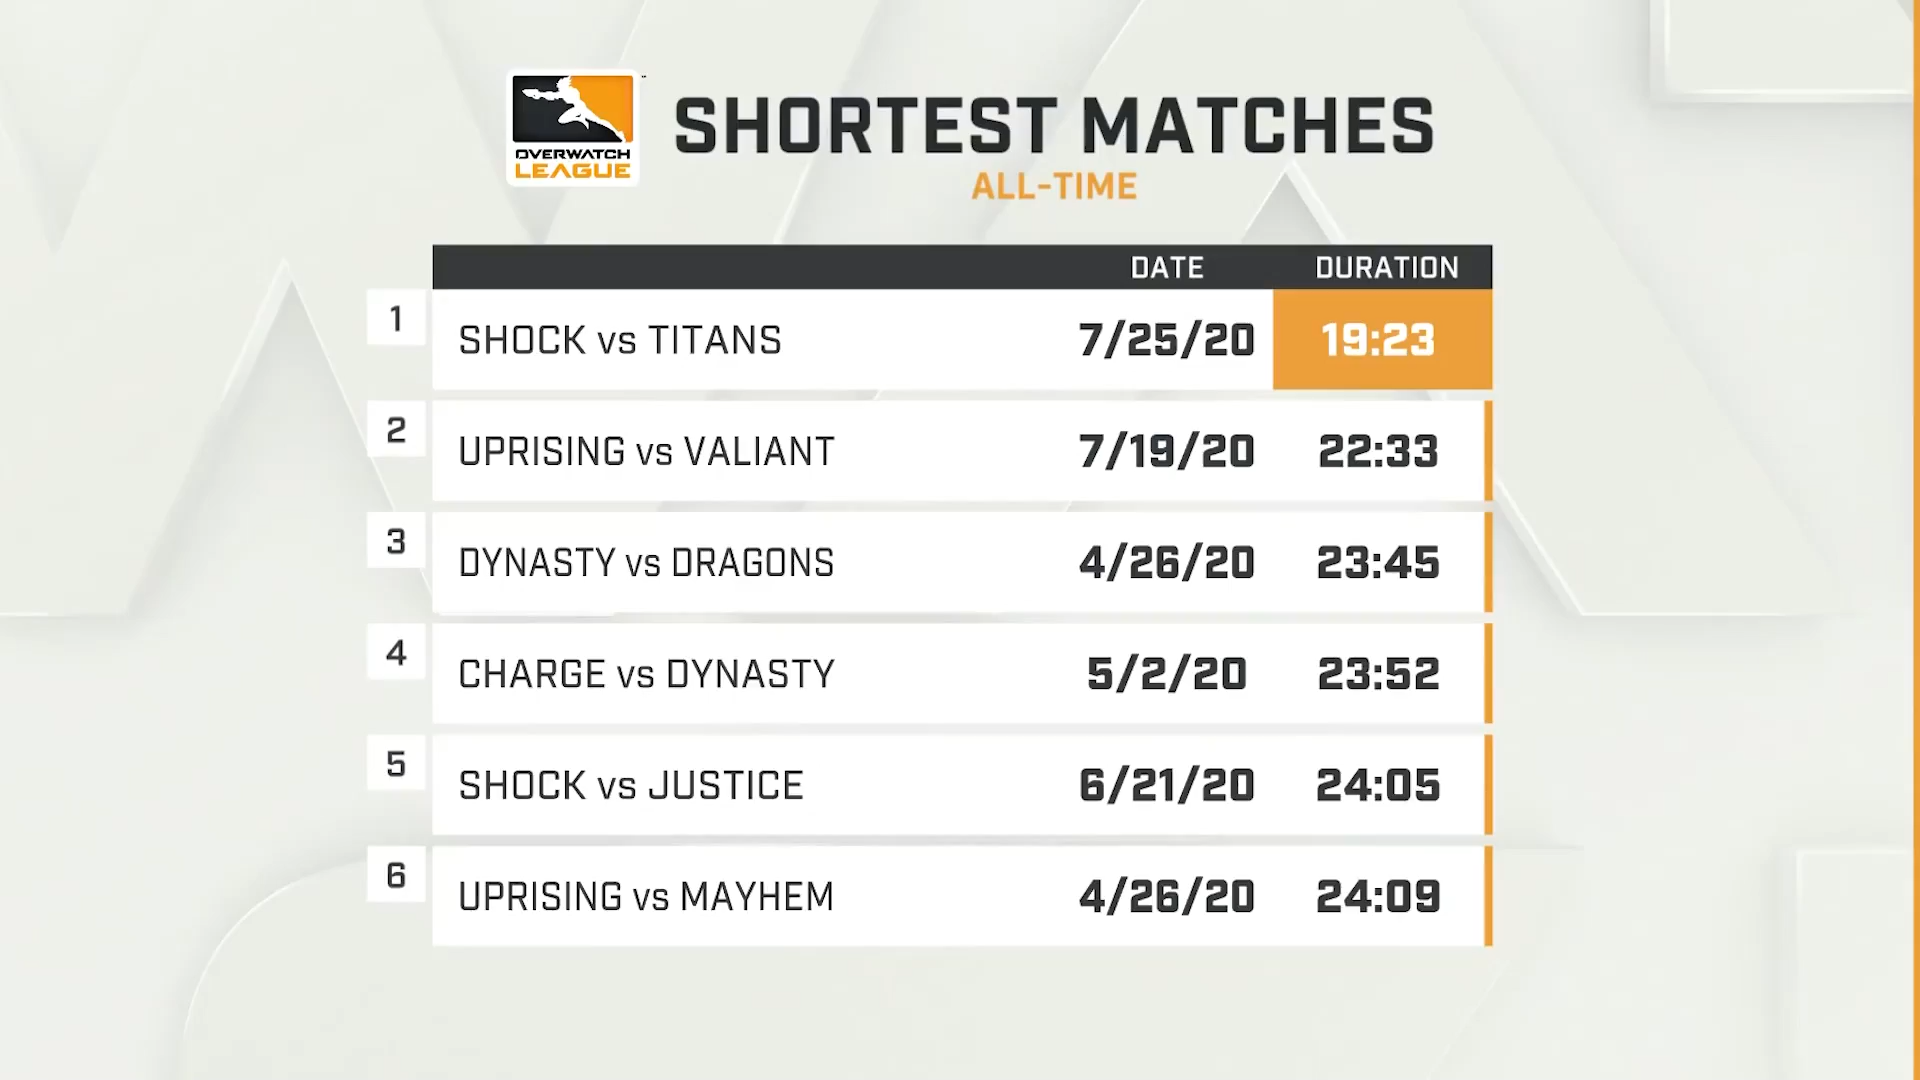 OVERWATCH
LEAGUE
SHORTEST MATCHES
ALL-TIME
DATE DURATION
1 SHOCK vs TITANS 7/25/20 19:23
2 UPRISING vs VALIANT 7/19/20 22:33
3 DYNASTY vs DRAGONS 4/26/20 23:45
4 CHARGE vs DYNASTY 5/2/20 23:52
5 SHOCK vs JUSTICE 6/21/20 24:05
6 UPRISING vs MAYHEM 4/26/20 24:09